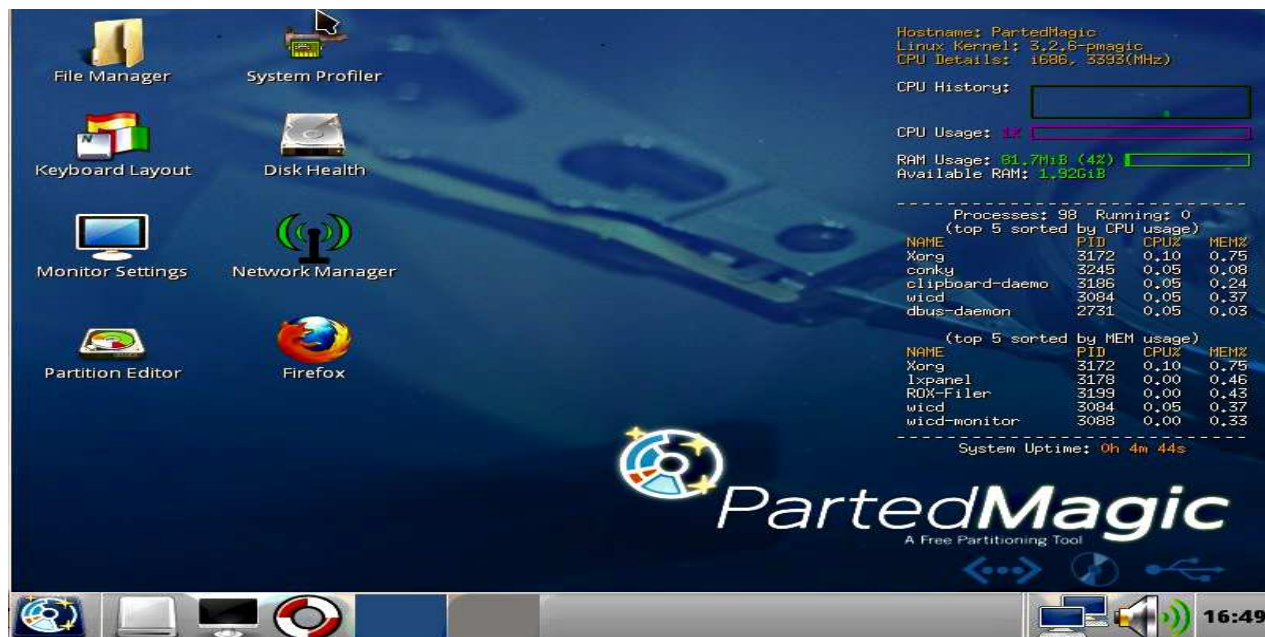 File Manager
System Profiler
Keyboard Layout
Disk Health
Monitor Settings
Network Manager
Partition Editor
Firefox
Hostname: PartedMagic
Linux Kernel: 3.2.6-pmagic
CPU Details: i686, 3393(MHz)
CPU History:
CPU Usage: 1%
RAM Usage: 81.7MiB (4%)
Available RAM: 1.92GiB
Processes: 98 Running: 0
(top 5 sorted by CPU usage)
NAME PID CPU% MEM%
Xorg 3172 0.10 0.75
conky 3245 0.05 0.08
clipboard-daemo 3186 0.05 0.24
wicd 3084 0.05 0.37
dbus-daemon 2731 0.05 0.03
(top 5 sorted by MEM usage)
NAME PID CPU% MEM%
Xorg 3172 0.10 0.75
lxpanel 3178 0.00 0.46
ROX-Filer 3199 0.00 0.43
wicd 3084 0.05 0.37
wicd-monitor 3088 0.00 0.33
System Uptime: 0h 4m 44s
PartedMagic
A Free Partitioning Tool
16:49